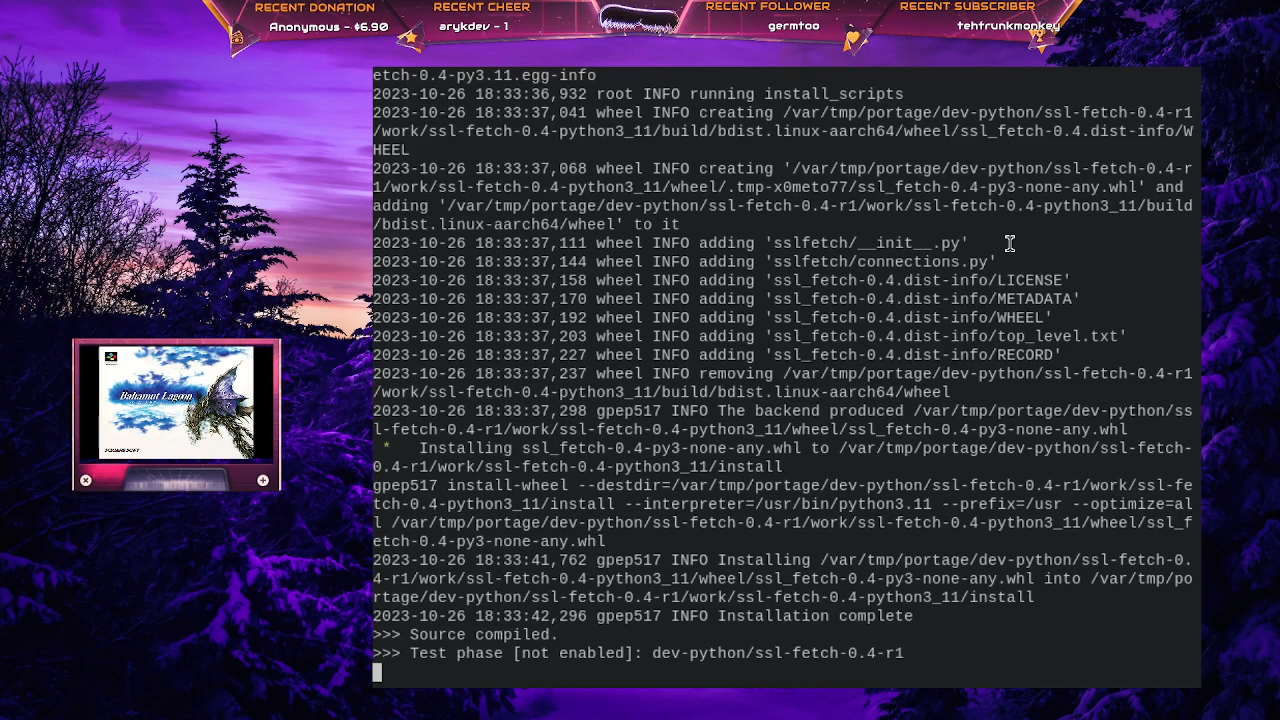 RECENT DONATION
Anonymous - $6.90
RECENT CHEER
arykdev - 1
RECENT FOLLOWER
germtoo
RECENT SUBSCRIBER
tehtrunkmonkey
etch-0.4-py3.11.egg-info
2023-10-26 18:33:36,932 root INFO running install_scripts
2023-10-26 18:33:37,041 wheel INFO creating /var/tmp/portage/dev-python/ssl-fetch-0.4-r1
/work/ssl-fetch-0.4-python3_11/build/bdist.linux-aarch64/wheel/ssl_fetch-0.4.dist-info/W
HEEL
2023-10-26 18:33:37,068 wheel INFO creating '/var/tmp/portage/dev-python/ssl-fetch-0.4-r
1/work/ssl-fetch-0.4-python3_11/wheel/.tmp-x0meto77/ssl_fetch-0.4-py3-none-any.whl' and
adding '/var/tmp/portage/dev-python/ssl-fetch-0.4-r1/work/ssl-fetch-0.4-python3_11/build
/bdist.linux-aarch64/wheel' to it
2023-10-26 18:33:37,111 wheel INFO adding 'sslfetch/__init__.py'
2023-10-26 18:33:37,144 wheel INFO adding 'sslfetch/connections.py'
2023-10-26 18:33:37,158 wheel INFO adding 'ssl_fetch-0.4.dist-info/LICENSE'
2023-10-26 18:33:37,170 wheel INFO adding 'ssl_fetch-0.4.dist-info/METADATA'
2023-10-26 18:33:37,192 wheel INFO adding 'ssl_fetch-0.4.dist-info/WHEEL'
2023-10-26 18:33:37,203 wheel INFO adding 'ssl_fetch-0.4.dist-info/top_level.txt'
2023-10-26 18:33:37,227 wheel INFO adding 'ssl_fetch-0.4.dist-info/RECORD'
2023-10-26 18:33:37,237 wheel INFO removing /var/tmp/portage/dev-python/ssl-fetch-0.4-r1
/work/ssl-fetch-0.4-python3_11/build/bdist.linux-aarch64/wheel
2023-10-26 18:33:37,298 gpep517 INFO The backend produced /var/tmp/portage/dev-python/ss
l-fetch-0.4-r1/work/ssl-fetch-0.4-python3_11/wheel/ssl_fetch-0.4-py3-none-any.whl
 *   Installing ssl_fetch-0.4-py3-none-any.whl to /var/tmp/portage/dev-python/ssl-fetch-
0.4-r1/work/ssl-fetch-0.4-python3_11/install
gpep517 install-wheel --destdir=/var/tmp/portage/dev-python/ssl-fetch-0.4-r1/work/ssl-fe
tch-0.4-python3_11/install --interpreter=/usr/bin/python3.11 --prefix=/usr --optimize=al
l /var/tmp/portage/dev-python/ssl-fetch-0.4-r1/work/ssl-fetch-0.4-python3_11/wheel/ssl_f
etch-0.4-py3-none-any.whl
2023-10-26 18:33:41,762 gpep517 INFO Installing /var/tmp/portage/dev-python/ssl-fetch-0.
4-r1/work/ssl-fetch-0.4-python3_11/wheel/ssl_fetch-0.4-py3-none-any.whl into /var/tmp/po
rtage/dev-python/ssl-fetch-0.4-r1/work/ssl-fetch-0.4-python3_11/install
2023-10-26 18:33:42,296 gpep517 INFO Installation complete
>>> Source compiled.
>>> Test phase [not enabled]: dev-python/ssl-fetch-0.4-r1
Bahamut Lagoon
SQUARESOFT